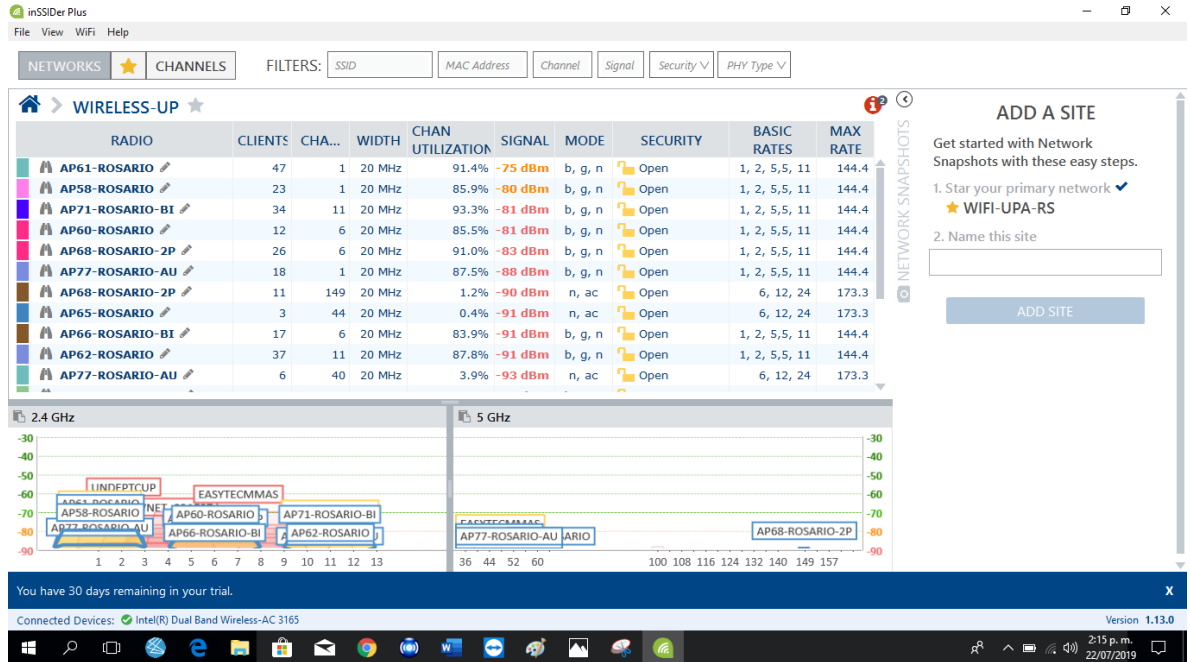 inSSIDer Plus
File View WiFi Help
NETWORKS CHANNELS FILTERS: SSID MAC Address Channel Signal Security PHY Type
WIRELESS-UP 2
RADIO CLIENTS CHA... WIDTH CHAN UTILIZATION SIGNAL MODE SECURITY BASIC RATES MAX RATE
AP61-ROSARIO 47 1 20 MHz 91.4% -75 dBm b, g, n Open 1, 2, 5,5, 11 144.4
AP58-ROSARIO 23 1 20 MHz 85.9% -80 dBm b, g, n Open 1, 2, 5,5, 11 144.4
AP71-ROSARIO-BI 34 11 20 MHz 93.3% -81 dBm b, g, n Open 1, 2, 5,5, 11 144.4
AP60-ROSARIO 12 6 20 MHz 85.5% -81 dBm b, g, n Open 1, 2, 5,5, 11 144.4
AP68-ROSARIO-2P 26 6 20 MHz 91.0% -83 dBm b, g, n Open 1, 2, 5,5, 11 144.4
AP77-ROSARIO-AU 18 1 20 MHz 87.5% -88 dBm b, g, n Open 1, 2, 5,5, 11 144.4
AP68-ROSARIO-2P 11 149 20 MHz 1.2% -90 dBm n, ac Open 6, 12, 24 173.3
AP65-ROSARIO 3 44 20 MHz 0.4% -91 dBm n, ac Open 6, 12, 24 173.3
AP66-ROSARIO-BI 17 6 20 MHz 83.9% -91 dBm b, g, n Open 1, 2, 5,5, 11 144.4
AP62-ROSARIO 37 11 20 MHz 87.8% -91 dBm b, g, n Open 1, 2, 5,5, 11 144.4
AP77-ROSARIO-AU 6 40 20 MHz 3.9% -93 dBm n, ac Open 6, 12, 24 173.3
NETWORK SNAPSHOTS
ADD A SITE
Get started with Network
Snapshots with these easy steps.
1. Star your primary network
WIFI-UPA-RS
2. Name this site
ADD SITE
2.4 GHz
-30
-40
-50
-60
-70
-80
-90
UNDEPTCUP
EASYTECMMAS
AP61-ROSARIO
AP58-ROSARIO
AP60-ROSARIO
AP71-ROSARIO-BI
AP77-ROSARIO-AU
AP66-ROSARIO-BI
AP62-ROSARIO
1 2 3 4 5 6 7 8 9 10 11 12 13
5 GHz
-30
-40
-50
-60
-70
-80
-90
EASYTECMMAS
AP77-ROSARIO-AU ARIO
AP68-ROSARIO-2P
36 44 52 60 100 108 116 124 132 140 149 157
You have 30 days remaining in your trial. X
Connected Devices: Intel(R) Dual Band Wireless-AC 3165 Version 1.13.0
2:15 p. m.
22/07/2019